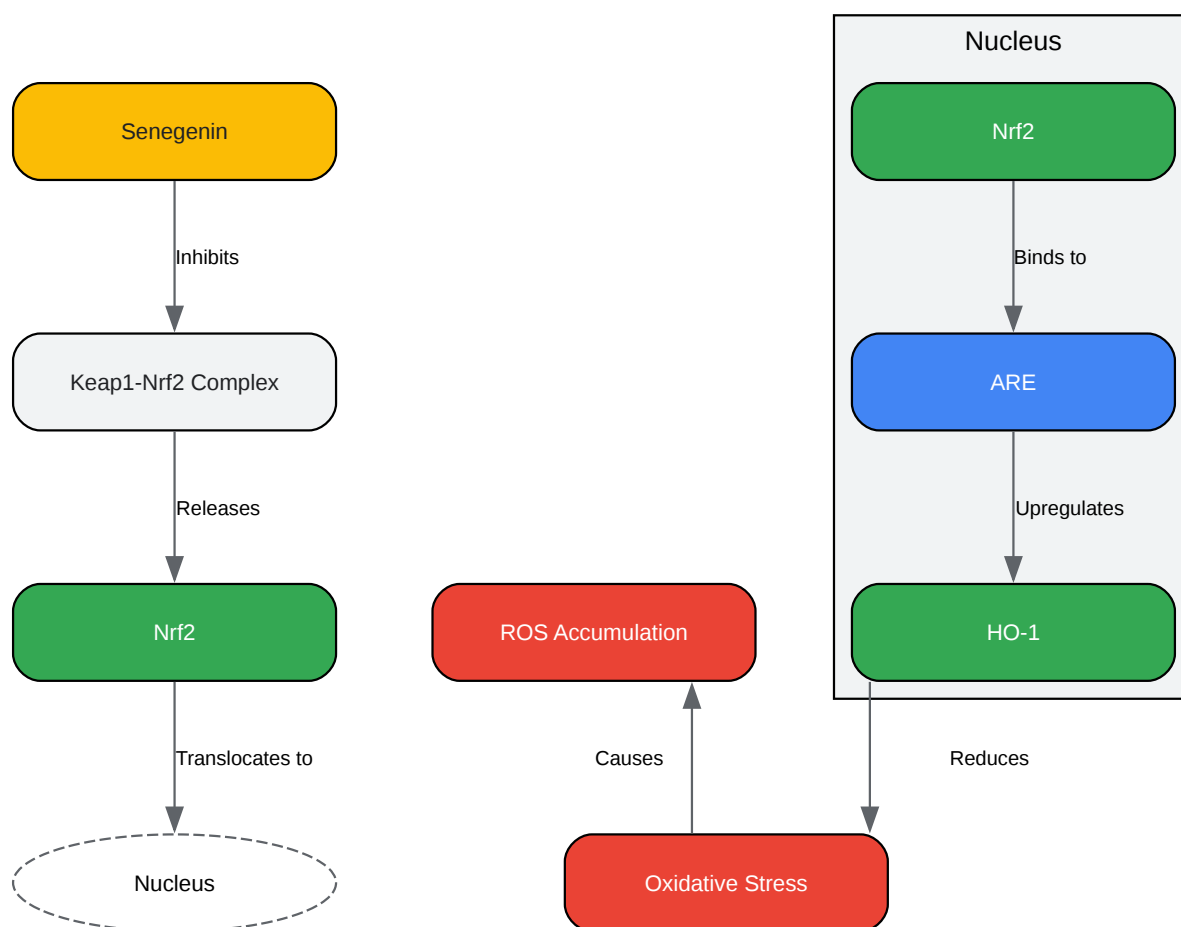 Nucleus
Senegenin
Nrf2
Inhibits
Binds to
Keap1-Nrf2 Complex
ARE
Releases
Upregulates
Nrf2
ROS Accumulation
HO-1
Translocates to
Causes
Reduces
Nucleus
Oxidative Stress